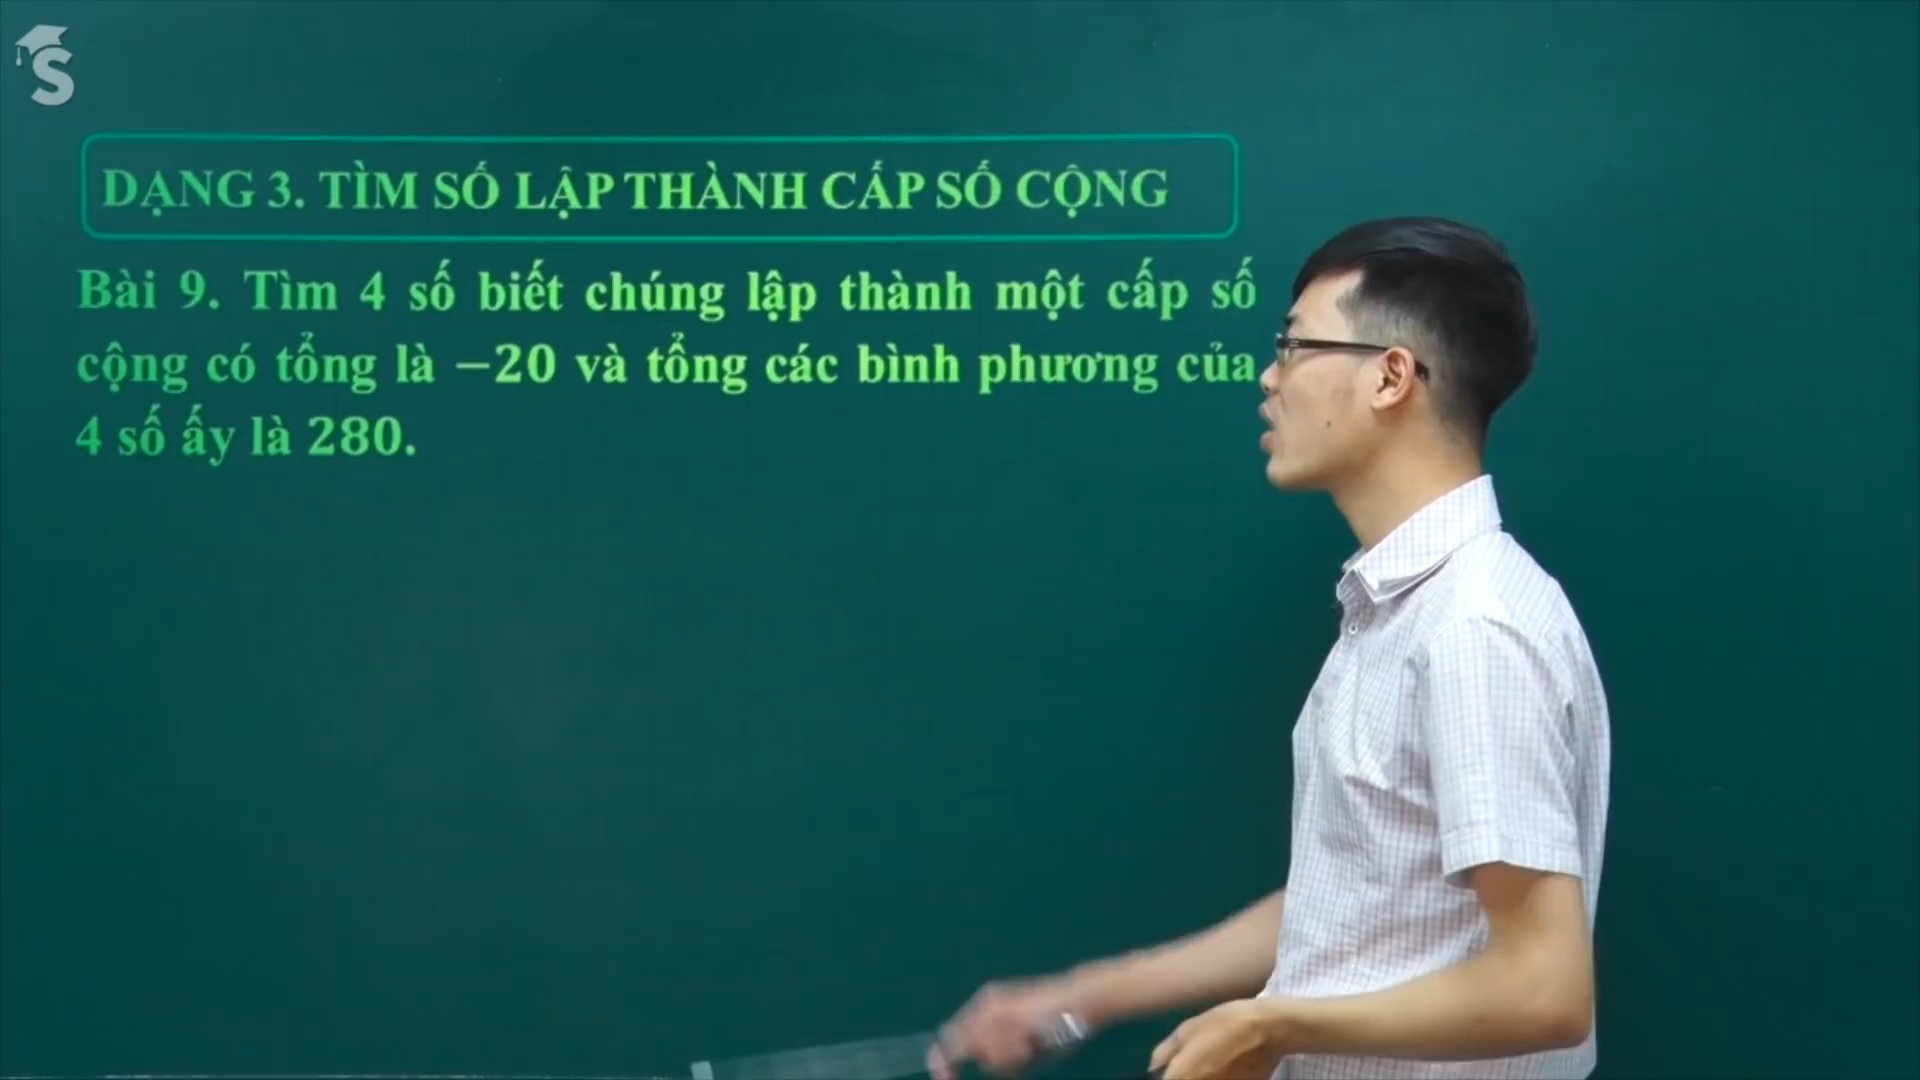 S
DẠNG 3. TÌM SỐ LẬP THÀNH CẤP SỐ CỘNG
Bài 9. Tìm 4 số biết chúng lập thành một cấp số
cộng có tổng là −20 và tổng các bình phương của
4 số ấy là 280.